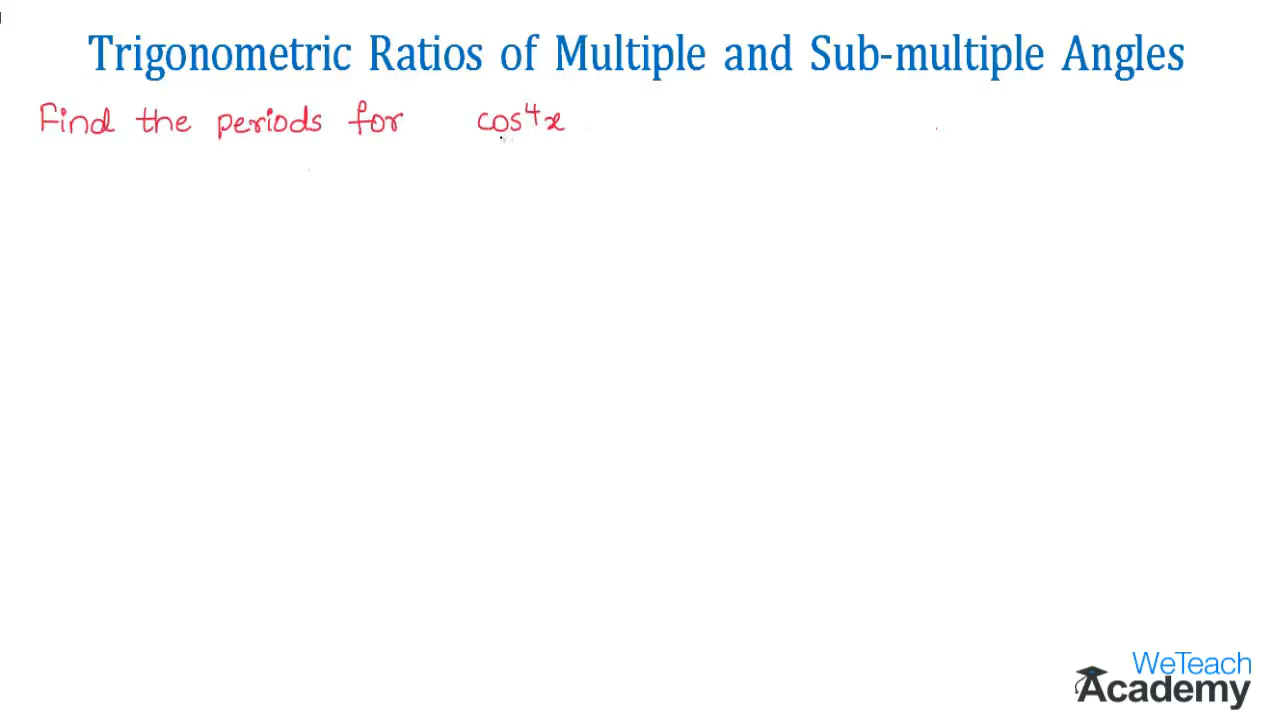 Trigonometric Ratios of Multiple and Sub-multiple Angles
Find the periods for cos⁴x
WeTeach
Academy